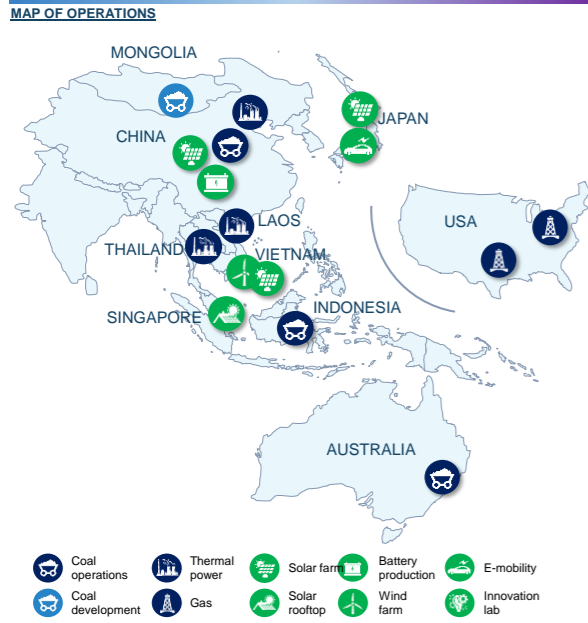 MAP OF OPERATIONS
MONGOLIA
JAPAN
CHINA
LAOS
USA
THAILAND
VIETNAM
SINGAPORE
INDONESIA
AUSTRALIA
Coal
operations
Thermal
power
Solar farm
Battery
production
E-mobility
Coal
development
Gas
Solar
rooftop
Wind
farm
Innovation
lab